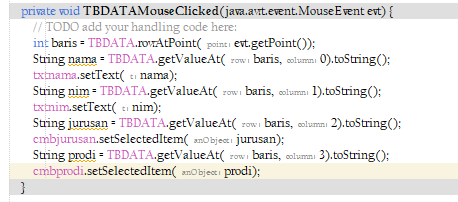 private void TBDATAMouseClicked(java.awt.event.MouseEvent evt) {
// TODO add your handling code here:
int baris = TBDATA.rowAtPoint( point: evt.getPoint());
String nama = TBDATA.getValueAt( row: baris, column: 0).toString();
txtnama.setText( t: nama);
String nim = TBDATA.getValueAt( row: baris, column: 1).toString();
txtnim.setText( t: nim);
String jurusan = TBDATA.getValueAt( row: baris, column: 2).toString();
cmbjurusan.setSelectedItem( anObject: jurusan);
String prodi = TBDATA.getValueAt( row: baris, column: 3).toString();
cmbprodi.setSelectedItem( anObject: prodi);
}